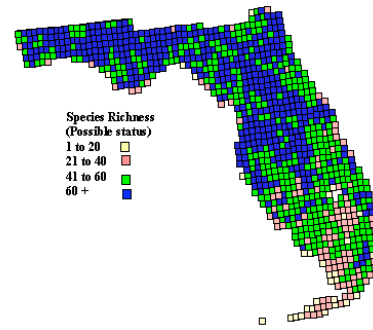 Species Richness
(Possible status)
1 to 20
21 to 40
41 to 60
60 +